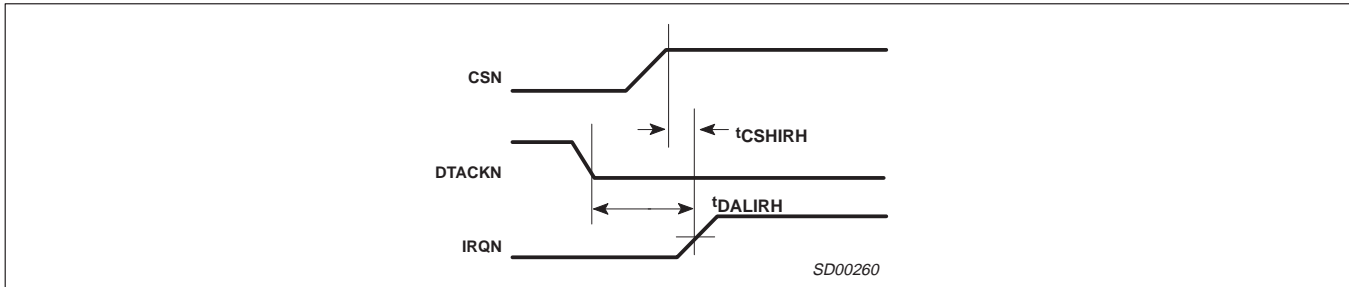 CSN
tCSHIRH
DTACKN
tDALIRH
IRQN
SD00260